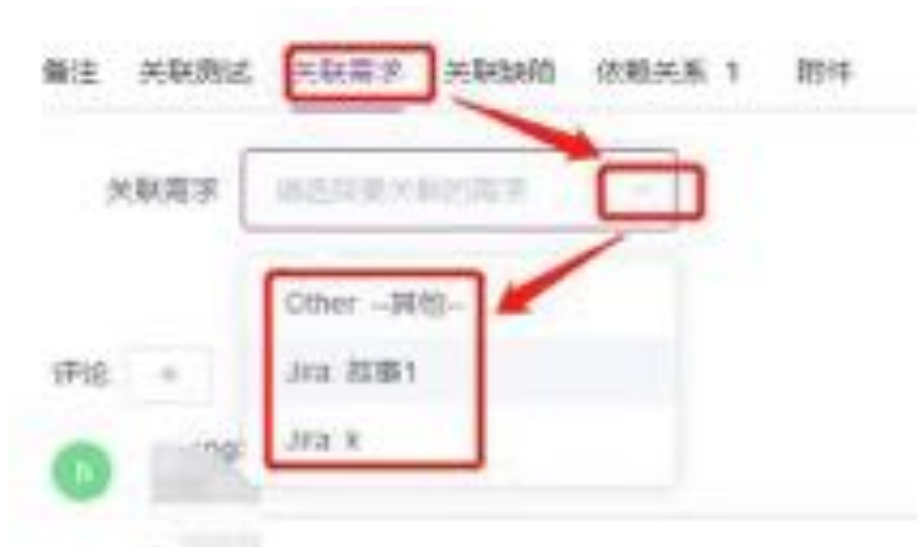 备注 关联测试 关联需求 关联缺陷 依赖关系 1 附件
关联需求 请选择要关联的需求
Other --其他--
Jira 故事1
评论 +
Jira k
h